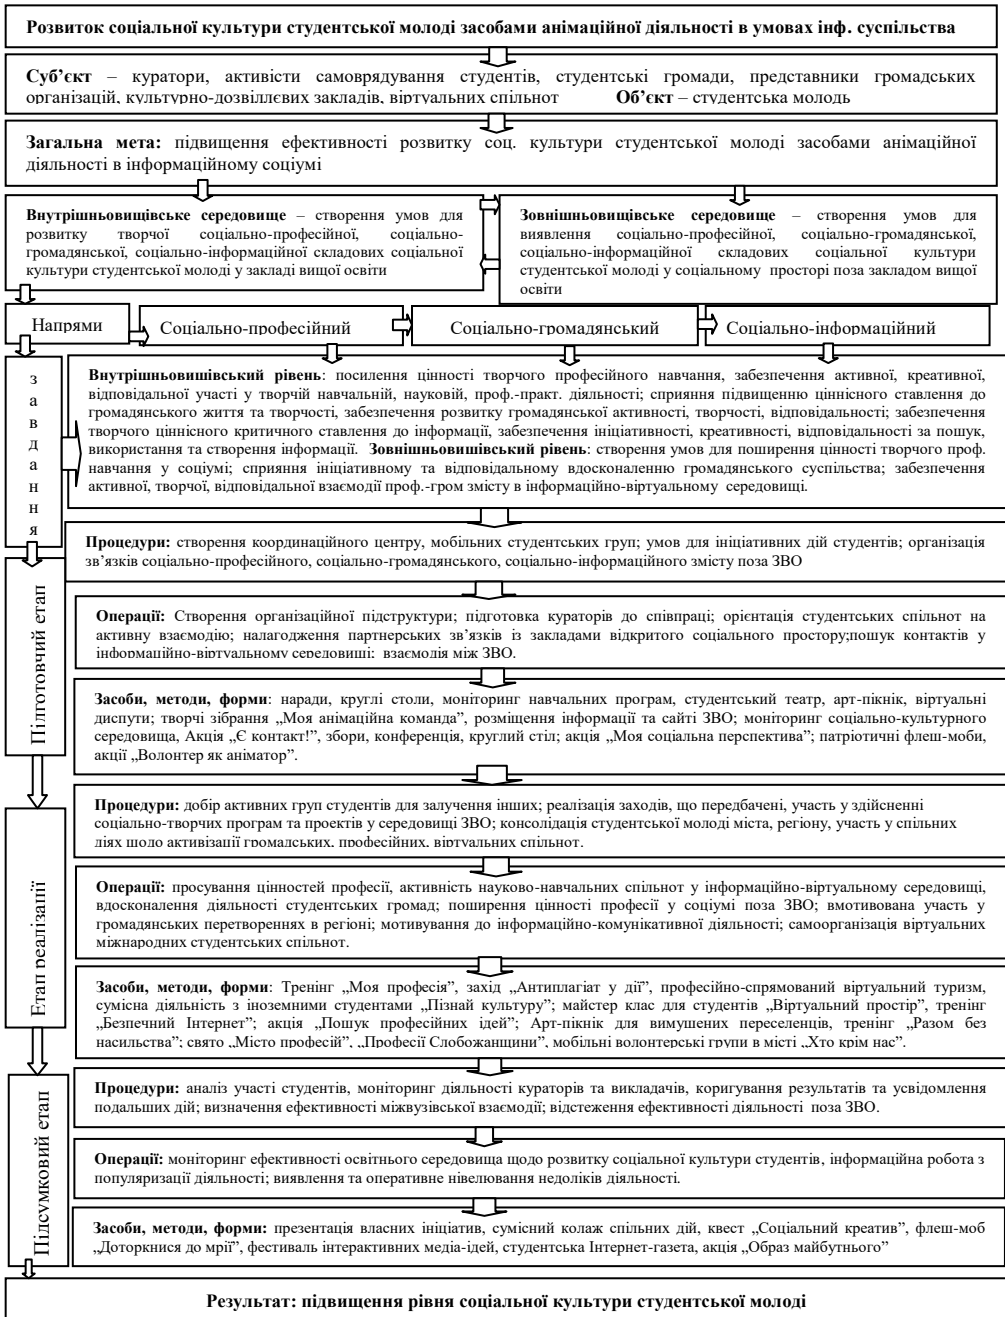 Розвиток соціальної культури студентської молоді засобами анімаційної діяльності в умовах інф. суспільства
Суб’єкт – куратори, активісти самоврядування студентів, студентські громади, представники громадських
організацій, культурно-дозвіллєвих закладів, віртуальних спільнот Об’єкт – студентська молодь
Загальна мета: підвищення ефективності розвитку соц. культури студентської молоді засобами анімаційної
діяльності в інформаційному соціумі
Внутрішньовищівське середовище – створення умов для
розвитку творчої соціально-професійної, соціально-
громадянської, соціально-інформаційної складових соціальної
культури студентської молоді у закладі вищої освіти
Зовнішньовищівське середовище – створення умов для
виявлення соціально-професійної, соціально-громадянської,
соціально-інформаційної складових соціальної культури
студентської молоді у соціальному просторі поза закладом вищої
освіти
Напрями
Соціально-професійний
Соціально-громадянський
Соціально-інформаційний
завдання
Внутрішньовишівський рівень: посилення цінності творчого професійного навчання, забезпечення активної, креативної,
відповідальної участі у творчій навчальній, науковій, проф.-практ. діяльності; сприяння підвищенню ціннісного ставлення до
громадянського життя та творчості, забезпечення розвитку громадянської активності, творчості, відповідальності; забезпечення
творчого ціннісного критичного ставлення до інформації, забезпечення ініціативності, креативності, відповідальності за пошук,
використання та створення інформації. Зовнішньовишівський рівень: створення умов для поширення цінності творчого проф.
навчання у соціумі; сприяння ініціативному та відповідальному вдосконаленню громадянського суспільства; забезпечення
активної, творчої, відповідальної взаємодії проф.-гром змісту в інформаційно-віртуальному середовищі.
Підготовчий етап
Процедури: створення координаційного центру, мобільних студентських груп; умов для ініціативних дій студентів; організація
зв’язків соціально-професійного, соціально-громадянського, соціально-інформаційного змісту поза ЗВО
Операції: Створення організаційної підструктури; підготовка кураторів до співпраці; орієнтація студентських спільнот на
активну взаємодію; налагодження партнерських зв’язків із закладами відкритого соціального простору;пошук контактів у
інформаційно-віртуальному середовищі; взаємодія між ЗВО.
Засоби, методи, форми: наради, круглі столи, моніторинг навчальних програм, студентський театр, арт-пікнік, віртуальні
диспути; творчі зібрання „Моя анімаційна команда”, розміщення інформації та сайті ЗВО; моніторинг соціально-культурного
середовища, Акція „Є контакт!”, збори, конференція, круглий стіл; акція „Моя соціальна перспектива”; патріотичні флеш-моби,
акції „Волонтер як аніматор”.
Етап реалізації
Процедури: добір активних груп студентів для залучення інших; реалізація заходів, що передбачені, участь у здійсненні
соціально-творчих програм та проектів у середовищі ЗВО; консолідація студентської молоді міста, регіону, участь у спільних
діях щодо активізації громадських, професійних, віртуальних спільнот.
Операції: просування цінностей професії, активність науково-навчальних спільнот у інформаційно-віртуальному середовищі,
вдосконалення діяльності студентських громад; поширення цінності професії у соціумі поза ЗВО; вмотивована участь у
громадянських перетвореннях в регіоні; мотивування до інформаційно-комунікативної діяльності; самоорганізація віртуальних
міжнародних студентських спільнот.
Засоби, методи, форми: Тренінг „Моя професія”, захід „Антиплагіат у дії”, професійно-спрямований віртуальний туризм,
сумісна діяльність з іноземними студентами „Пізнай культуру”; майстер клас для студентів „Віртуальний простір”, тренінг
„Безпечний Інтернет”; акція „Пошук професійних ідей”; Арт-пікнік для вимушених переселенців, тренінг „Разом без
насильства”; свято „Місто професій”, „Професії Слобожанщини”, мобільні волонтерські групи в місті „Хто крім нас”.
Підсумковий етап
Процедури: аналіз участі студентів, моніторинг діяльності кураторів та викладачів, коригування результатів та усвідомлення
подальших дій; визначення ефективності міжвузівської взаємодії; відстеження ефективності діяльності поза ЗВО.
Операції: моніторинг ефективності освітнього середовища щодо розвитку соціальної культури студентів, інформаційна робота з
популяризації діяльності; виявлення та оперативне нівелювання недоліків діяльності.
Засоби, методи, форми: презентація власних ініціатив, сумісний колаж спільних дій, квест „Соціальний креатив”, флеш-моб
„Доторкнися до мрії”, фестиваль інтерактивних медіа-ідей, студентська Інтернет-газета, акція „Образ майбутнього”
Результат: підвищення рівня соціальної культури студентської молоді